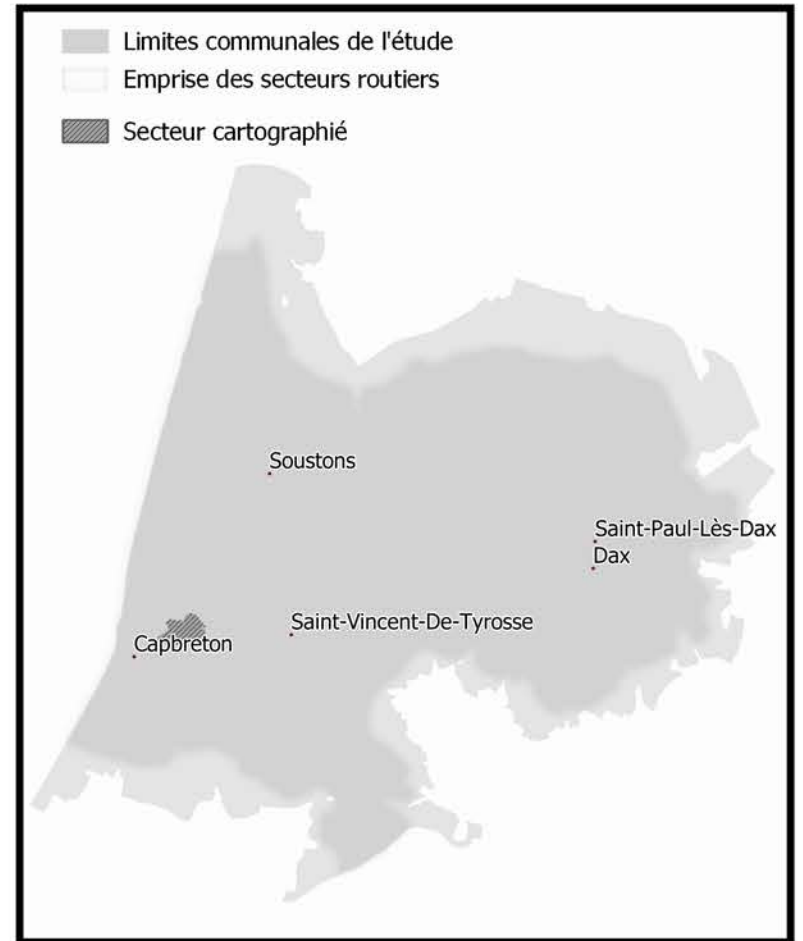 Limites communales de l'étude
Emprise des secteurs routiers
Secteur cartographié
Soustons
Saint-Paul-Lès-Dax
Dax
Saint-Vincent-De-Tyrosse
Capbreton